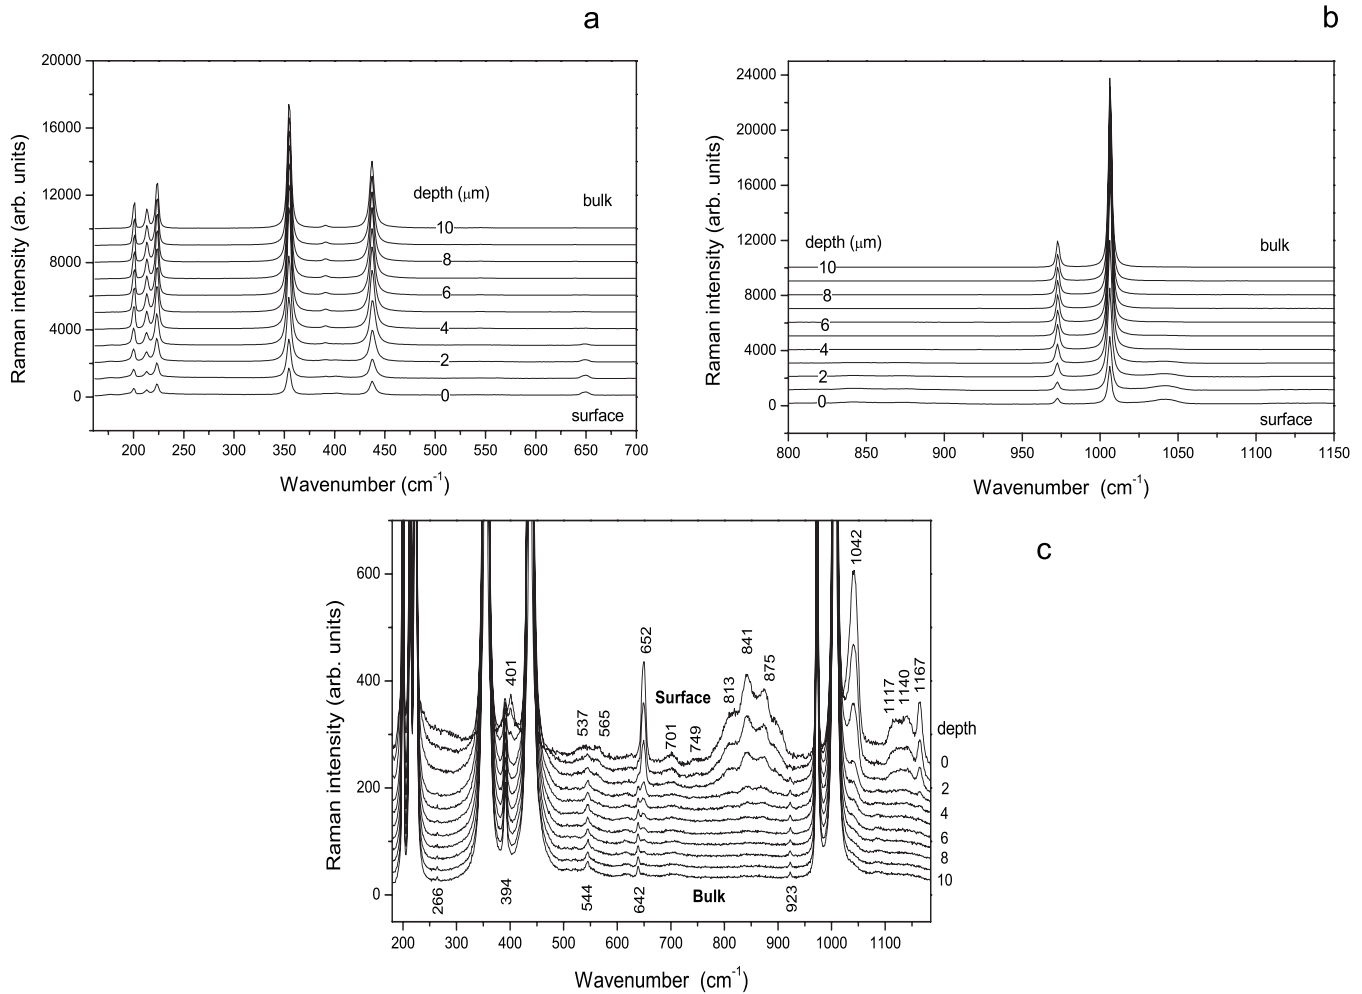 a
20000
16000
12000
8000
4000
0
Raman intensity (arb. units)
depth (μm)
bulk
10
8
6
4
2
0
surface
200 250 300 350 400 450 500 550 600 650 700
Wavenumber (cm-1)
b
24000
20000
16000
12000
8000
4000
0
Raman intensity (arb. units)
depth (μm)
bulk
10
8
6
4
2
0
surface
800 850 900 950 1000 1050 1100 1150
Wavenumber (cm-1)
c
600
400
200
0
Raman intensity (arb. units)
401
537
565
652
701
749
813
841
875
1042
1117
1140
1167
Surface
depth
0
2
4
6
8
10
266
394
544
642
Bulk
923
200 300 400 500 600 700 800 900 1000 1100
Wavenumber (cm-1)